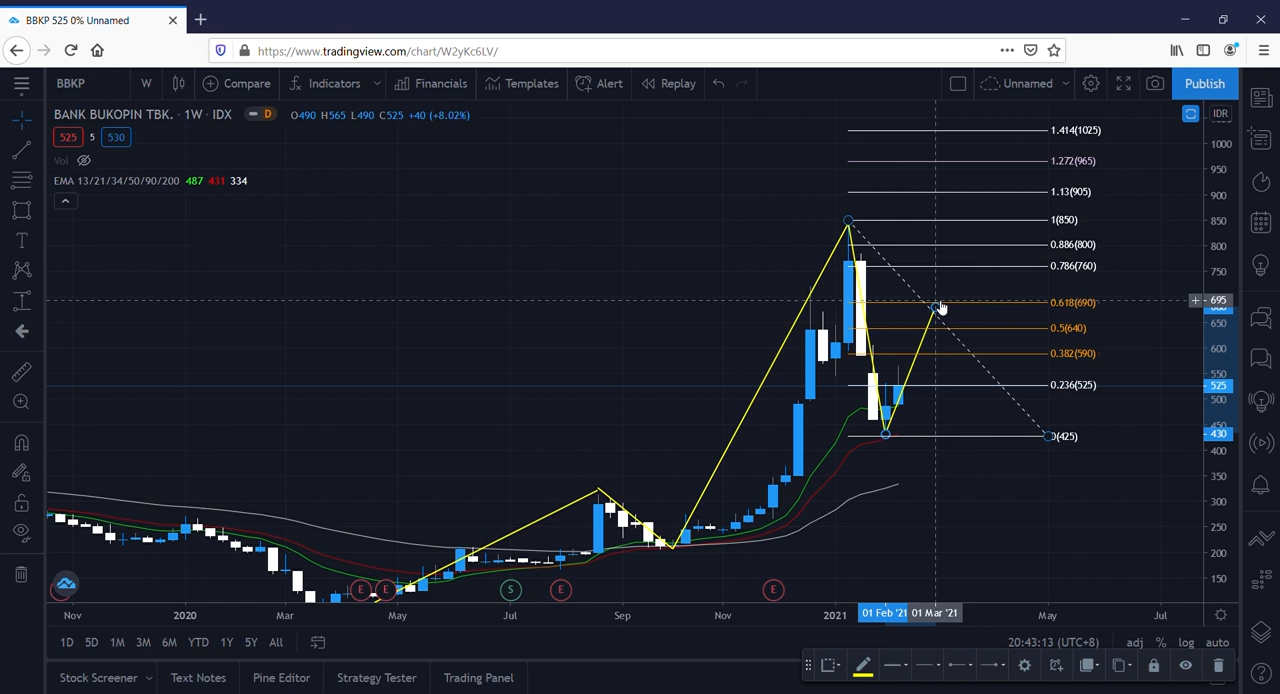 BBKP 525 0% Unnamed
https://www.tradingview.com/chart/W2yKc6LV/
BBKP
W
Compare
Indicators
Financials
Templates
Alert
Replay
Unnamed
Publish
BANK BUKOPIN TBK. · 1W · IDX
D
O490 H565 L490 C525 +40 (+8.02%)
IDR
525
5
530
Vol
EMA 13/21/34/50/90/200 487 431 334
1.414(1025)
1.272(965)
1.13(905)
1(850)
0.886(800)
0.786(760)
0.618(690)
0.5(640)
0.382(590)
0.236(525)
0(425)
1000
950
900
850
800
750
695
650
600
550
525
500
430
400
350
300
250
200
150
E
E
S
E
E
Nov
2020
Mar
May
Jul
Sep
Nov
2021
01 Feb '21
01 Mar '21
May
Jul
1D
5D
1M
3M
6M
YTD
1Y
5Y
All
20:43:13 (UTC+8)
adj
%
log
auto
Stock Screener
Text Notes
Pine Editor
Strategy Tester
Trading Panel